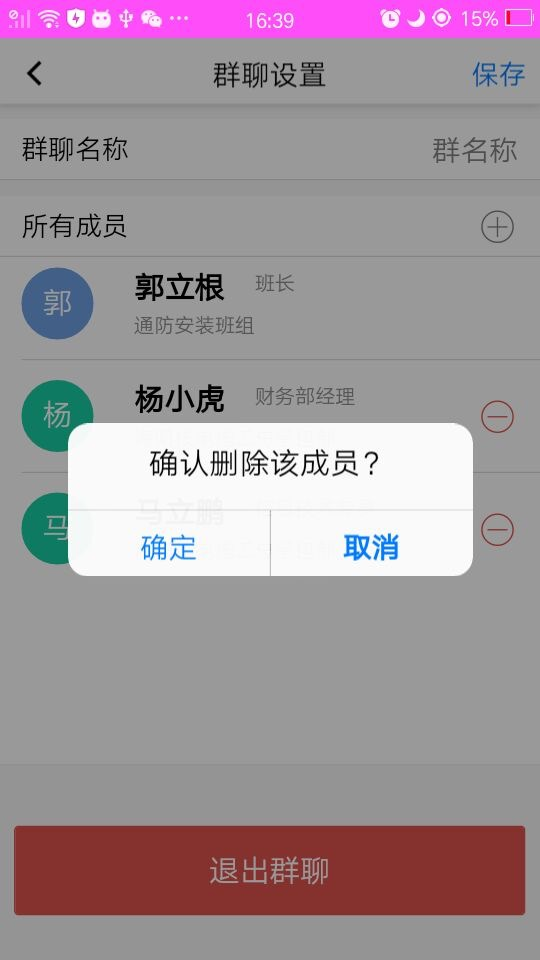 16:39 15%
群聊设置 保存
群聊名称 群名称
所有成员
郭 郭立根 班长
通防安装班组
杨 杨小虎 财务部经理
确认删除该成员?
马 马立鹏
确定 取消
退出群聊